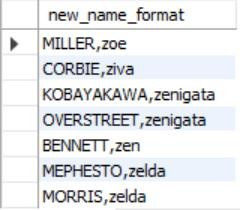 new_name_format
MILLER,zoe
CORBIE,ziva
KOBAYAKAWA,zenigata
OVERSTREET,zenigata
BENNETT,zen
MEPHESTO,zelda
MORRIS,zelda